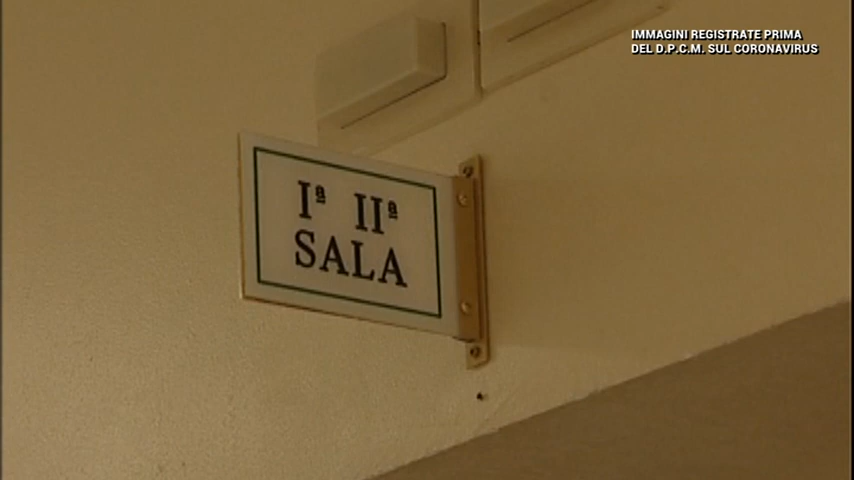 IMMAGINI REGISTRATE PRIMA
DEL D.P.C.M. SUL CORONAVIRUS
Iª IIª
SALA